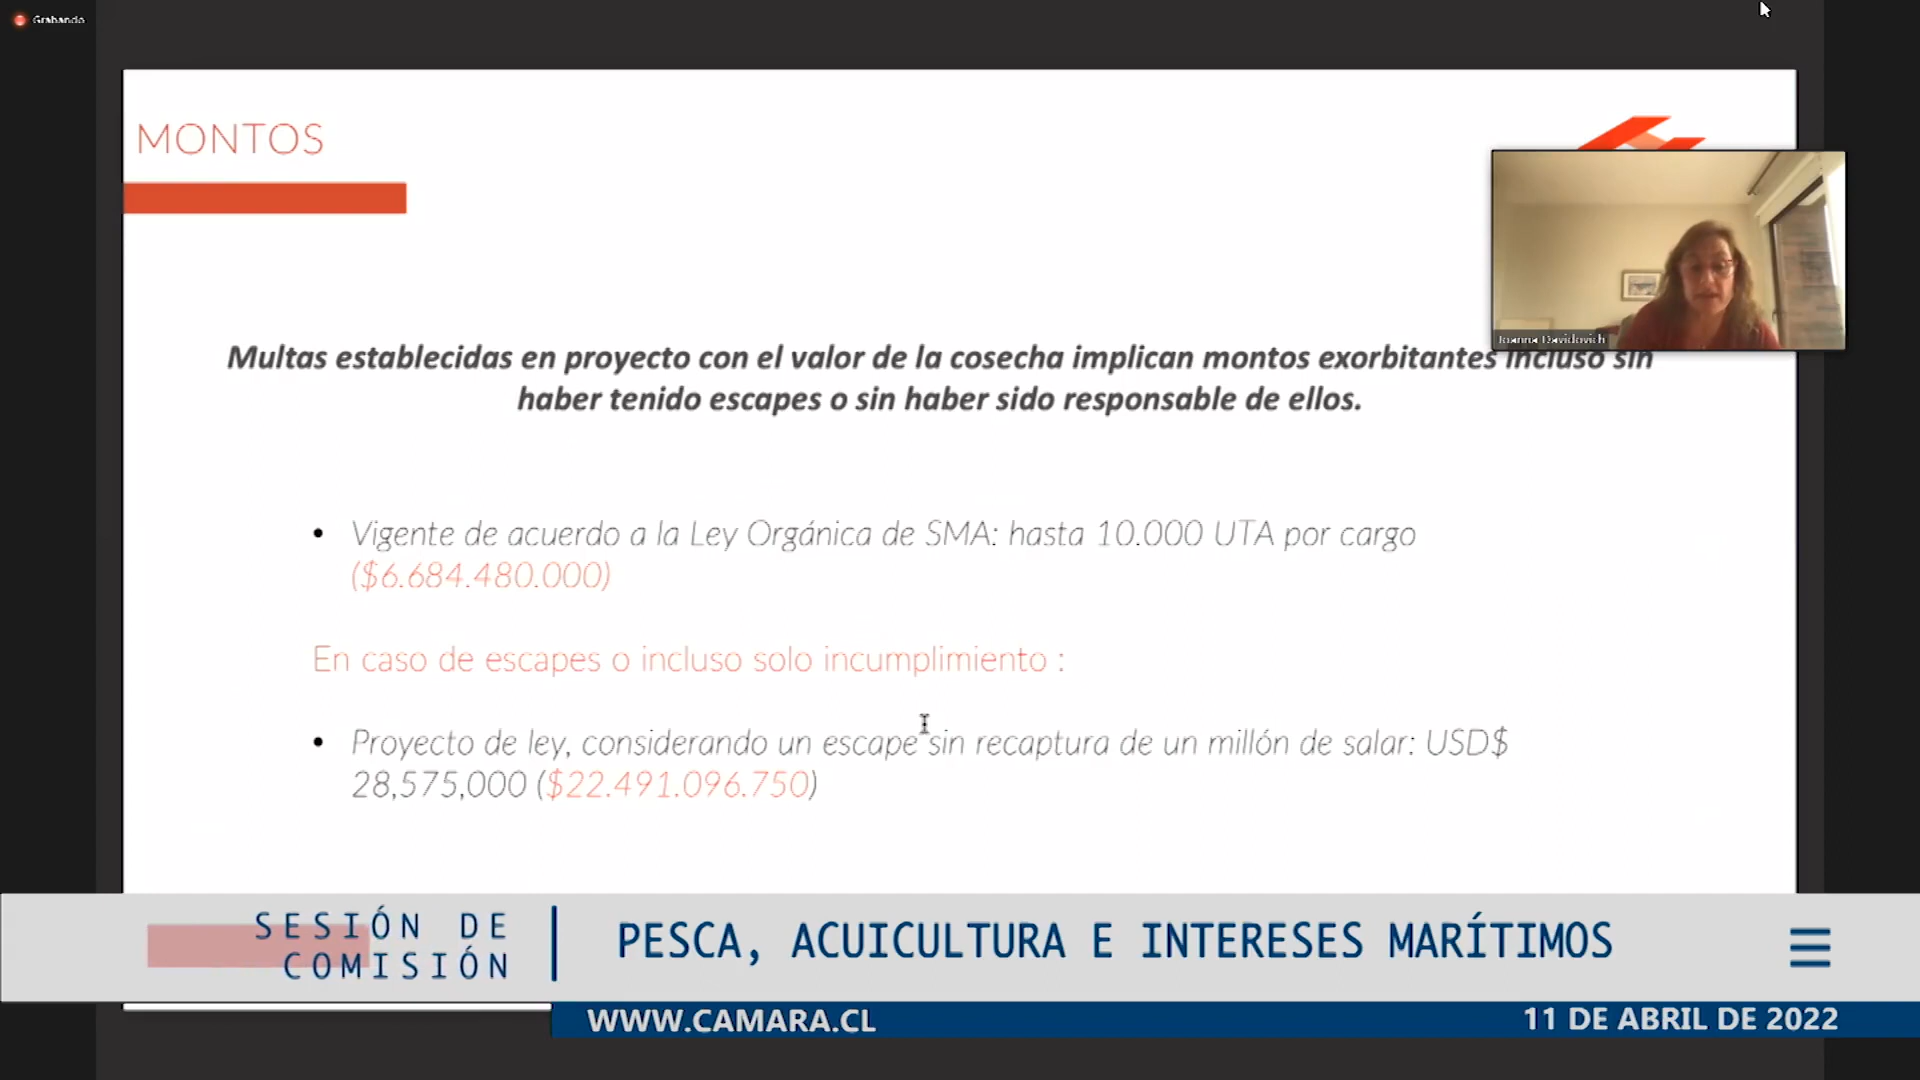 Grabando
MONTOS
Joanna Davidovich
Multas establecidas en proyecto con el valor de la cosecha implican montos exorbitantes incluso sin
haber tenido escapes o sin haber sido responsable de ellos.
• Vigente de acuerdo a la Ley Orgánica de SMA: hasta 10.000 UTA por cargo
($6.684.480.000)
En caso de escapes o incluso solo incumplimiento :
• Proyecto de ley, considerando un escape sin recaptura de un millón de salar: USD$
28,575,000 ($22.491.096.750)
SESIÓN DE
COMISIÓN
PESCA, ACUICULTURA E INTERESES MARÍTIMOS
WWW.CAMARA.CL
11 DE ABRIL DE 2022